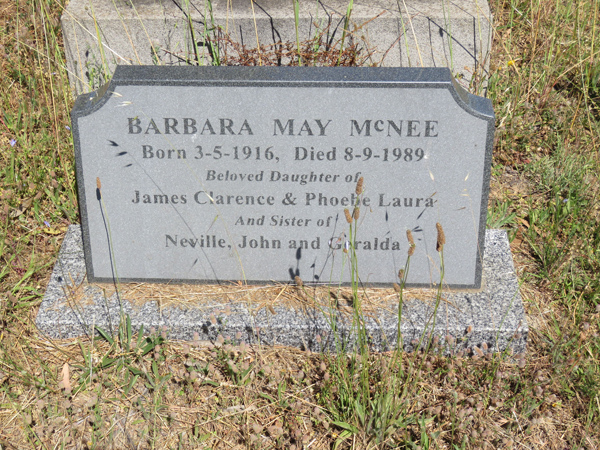 BARBARA MAY McNEE
Born 3-5-1916, Died 8-9-1989
Beloved Daughter of
James Clarence & Phoebe Laura
And Sister of
Neville, John and Geralda